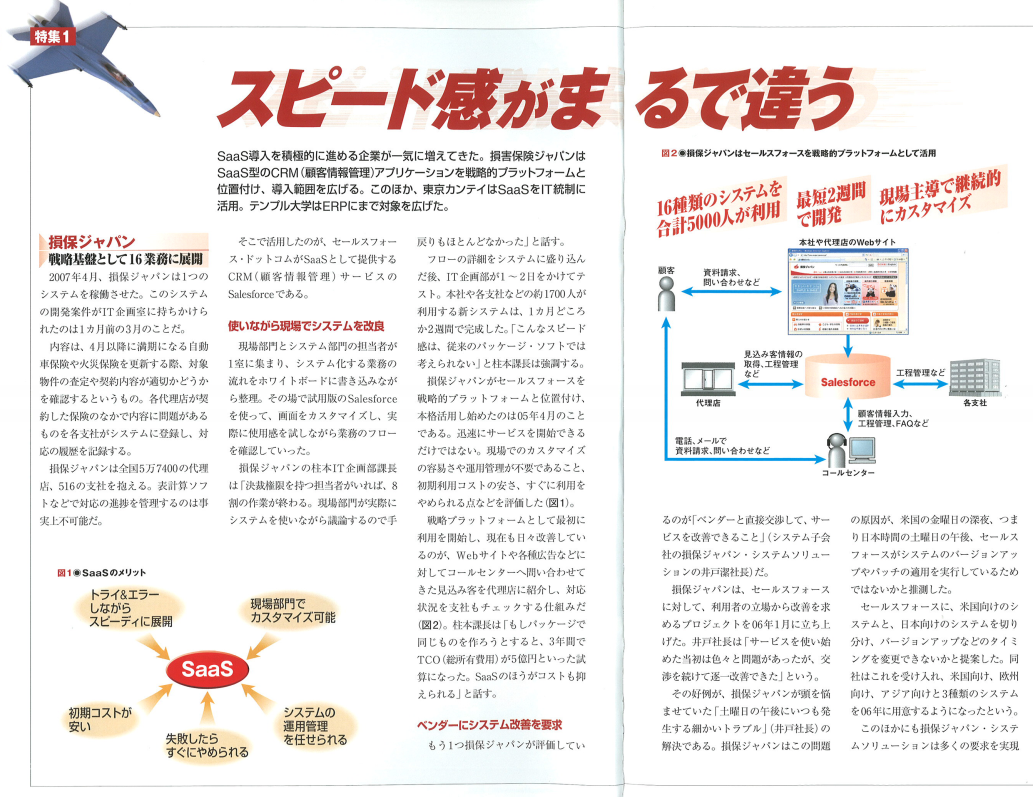 特集1
スピード感がまるで違う
SaaS導入を積極的に進める企業が一気に増えてきた。損害保険ジャパンは
SaaS型のCRM(顧客情報管理)アプリケーションを戦略的プラットフォームと
位置付け、導入範囲を広げる。このほか、東京カンテイはSaaSをIT統制に
活用。テンプル大学はERPにまで対象を広げた。
損保ジャパン
戦略基盤として16業務に展開
2007年4月、損保ジャパンは1つの
システムを稼働させた。このシステム
の開発案件がIT企画室に持ちかけら
れたのは1カ月前の3月のことだ。
内容は、4月以降に満期になる自動
車保険や火災保険を更新する際、対象
物件の査定や契約内容が適切かどうか
を確認するというもの。各代理店が契
約した保険のなかで内容に問題がある
ものを各支社がシステムに登録し、対
応の履歴を記録する。
損保ジャパンは全国5万7400の代理
店、516の支社を抱える。表計算ソフ
トなどで対応の進捗を管理するのは事
実上不可能だ。
図1◉SaaSのメリット
トライ&エラー
しながら
スピーディに展開
現場部門で
カスタマイズ可能
SaaS
初期コストが
安い
失敗したら
すぐにやめられる
システムの
運用管理
を任せられる
そこで活用したのが、セールスフォー
ス・ドットコムがSaaSとして提供する
CRM(顧客情報管理)サービスの
Salesforceである。
使いながら現場でシステムを改良
現場部門とシステム部門の担当者が
1室に集まり、システム化する業務の
流れをホワイトボードに書き込みなが
ら整理。その場で試用版のSalesforce
を使って、画面をカスタマイズし、実
際に使用感を試しながら業務のフロー
を確認していった。
損保ジャパンの柱本IT企画部課長
は「決裁権限を持つ担当者がいれば、8
割の作業が終わる。現場部門が実際に
システムを使いながら議論するので手
戻りもほとんどなかった」と話す。
フローの詳細をシステムに盛り込ん
だ後、IT企画部が1〜2日をかけてテ
スト。本社や各支社などの約1700人が
利用する新システムは、1カ月どころ
か2週間で完成した。「こんなスピード
感は、従来のパッケージ・ソフトでは
考えられない」と柱本課長は強調する。
損保ジャパンがセールスフォースを
戦略的プラットフォームと位置付け、
本格活用し始めたのは05年4月のこと
である。迅速にサービスを開始できる
だけではない。現場でのカスタマイズ
の容易さや運用管理が不要であること、
初期利用コストの安さ、すぐに利用を
やめられる点などを評価した(図1)。
戦略プラットフォームとして最初に
利用を開始し、現在も日々改善してい
るのが、Webサイトや各種広告などに
対してコールセンターへ問い合わせて
きた見込み客を代理店に紹介し、対応
状況を支社もチェックする仕組みだ
(図2)。柱本課長は「もしパッケージで
同じものを作ろうとすると、3年間で
TCO(総所有費用)が5億円といった試
算になった。SaaSのほうがコストも抑
えられる」と話す。
ベンダーにシステム改善を要求
もう1つ損保ジャパンが評価してい
図2◉損保ジャパンはセールスフォースを戦略的プラットフォームとして活用
16種類のシステムを
合計5000人が利用
最短2週間
で開発
現場主導で継続的
にカスタマイズ
本社や代理店のWebサイト
顧客
資料請求、
問い合わせなど
見込み客情報の
取得、工程管理
など
代理店
Salesforce
工程管理など
各支社
顧客情報入力、
工程管理、FAQなど
電話、メールで
資料請求、問い合わせなど
コールセンター
るのが「ベンダーと直接交渉して、サー
ビスを改善できること」(システム子会
社の損保ジャパン・システムソリュー
ションの井戸潔社長)だ。
損保ジャパンは、セールスフォース
に対して、利用者の立場から改善を求
めるプロジェクトを06年1月に立ち上
げた。井戸社長は「サービスを使い始
めた当初は色々と問題があったが、交
渉を続けて逐一改善できた」という。
その好例が、損保ジャパンが頭を悩
ませていた「土曜日の午後にいつも発
生する細かいトラブル」(井戸社長)の
解決である。損保ジャパンはこの問題
の原因が、米国の金曜日の深夜、つま
り日本時間の土曜日の午後、セールス
フォースがシステムのバージョンアッ
プやパッチの適用を実行しているため
ではないかと推測した。
セールスフォースに、米国向けのシ
ステムと、日本向けのシステムを切り
分け、バージョンアップなどのタイミ
ングを変更できないかと提案した。同
社はこれを受け入れ、米国向け、欧州
向け、アジア向けと3種類のシステム
を06年に用意するようになったという。
このほかにも損保ジャパン・システ
ムソリューションは多くの要求を実現